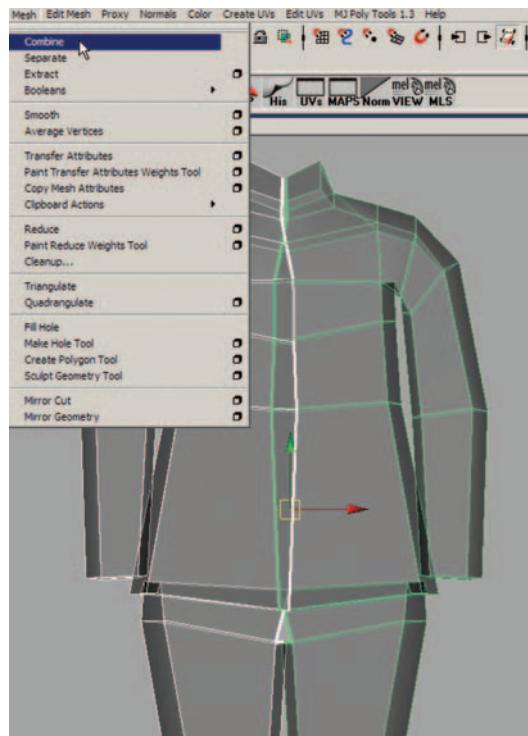 Mesh Edit Mesh Proxy Normals Color Create UVs Edit UVs MJ Poly Tools 1.3 Help
Combine
Separate
Extract
Booleans
Smooth
Average Vertices
Transfer Attributes
Paint Transfer Attributes Weights Tool
Copy Mesh Attributes
Clipboard Actions
Reduce
Paint Reduce Weights Tool
Cleanup...
Triangulate
Quadrangulate
Fill Hole
Make Hole Tool
Create Polygon Tool
Sculpt Geometry Tool
Mirror Cut
Mirror Geometry
mel mel
His UVs MAPS Norm VIEW MLS